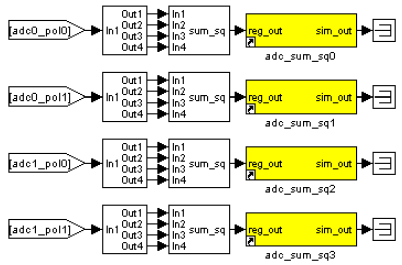 [adc0_pol0] In1 Out1 Out2 Out3 Out4 In1 In2 In3 In4 sum_sq reg_out sim_out
adc_sum_sq0
[adc0_pol1] In1 Out1 Out2 Out3 Out4 In1 In2 In3 In4 sum_sq reg_out sim_out
adc_sum_sq1
[adc1_pol0] In1 Out1 Out2 Out3 Out4 In1 In2 In3 In4 sum_sq reg_out sim_out
adc_sum_sq2
[adc1_pol1] In1 Out1 Out2 Out3 Out4 In1 In2 In3 In4 sum_sq reg_out sim_out
adc_sum_sq3